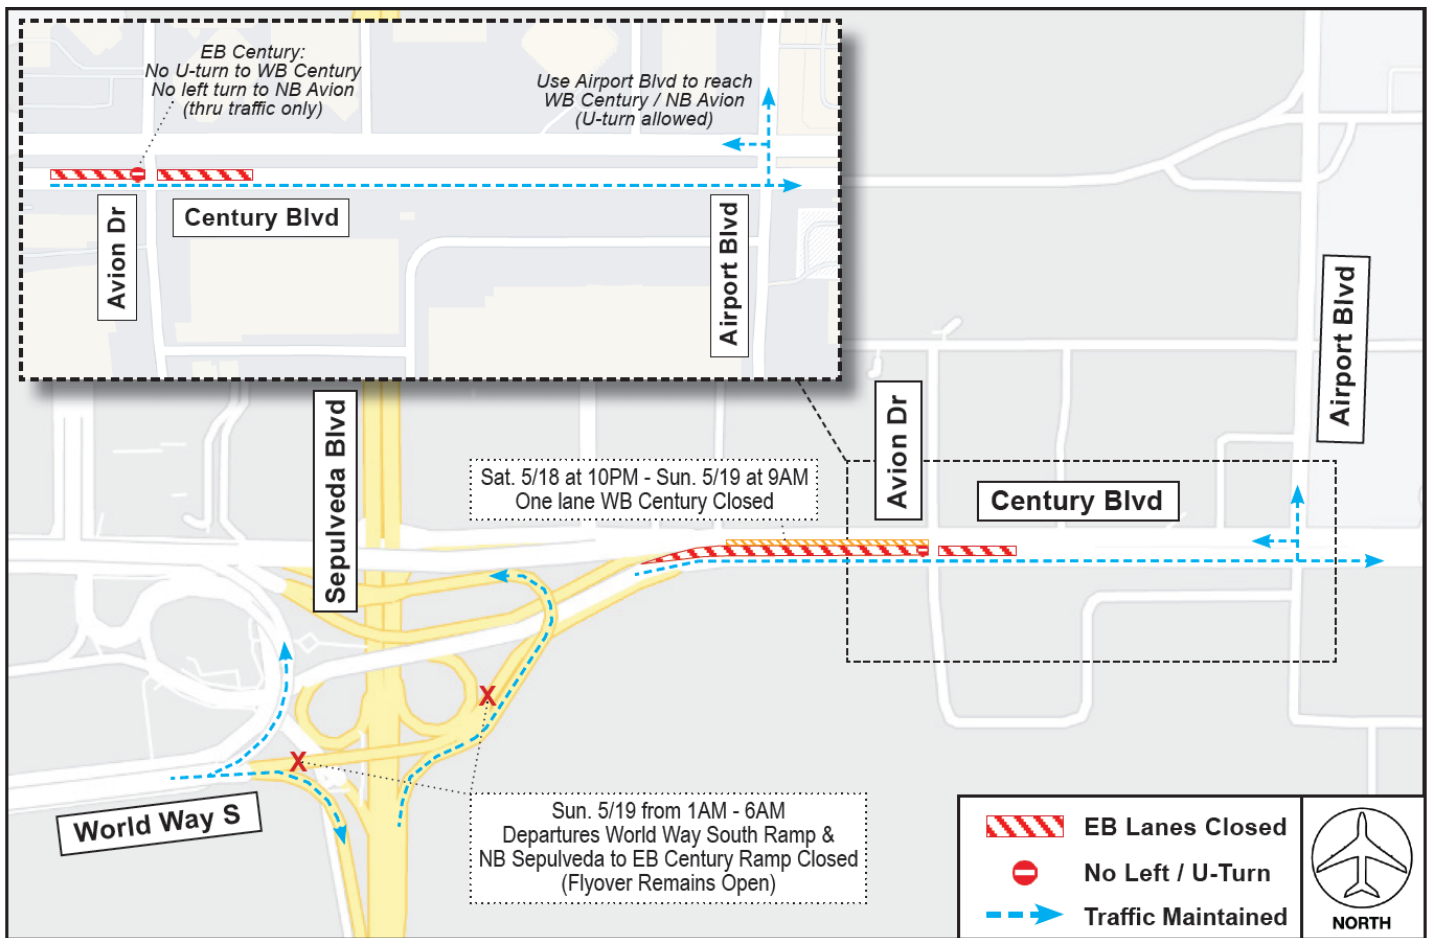 EB Century:
No U-turn to WB Century
No left turn to NB Avion
(thru traffic only)
Use Airport Blvd to reach
WB Century / NB Avion
(U-turn allowed)
Avion Dr
Century Blvd
Airport Blvd
Sepulveda Blvd
Sat. 5/18 at 10PM - Sun. 5/19 at 9AM
One lane WB Century Closed
Avion Dr
Century Blvd
Airport Blvd
X
X
World Way S
Sun. 5/19 from 1AM - 6AM
Departures World Way South Ramp &
NB Sepulveda to EB Century Ramp Closed
(Flyover Remains Open)
EB Lanes Closed
No Left / U-Turn
Traffic Maintained
NORTH